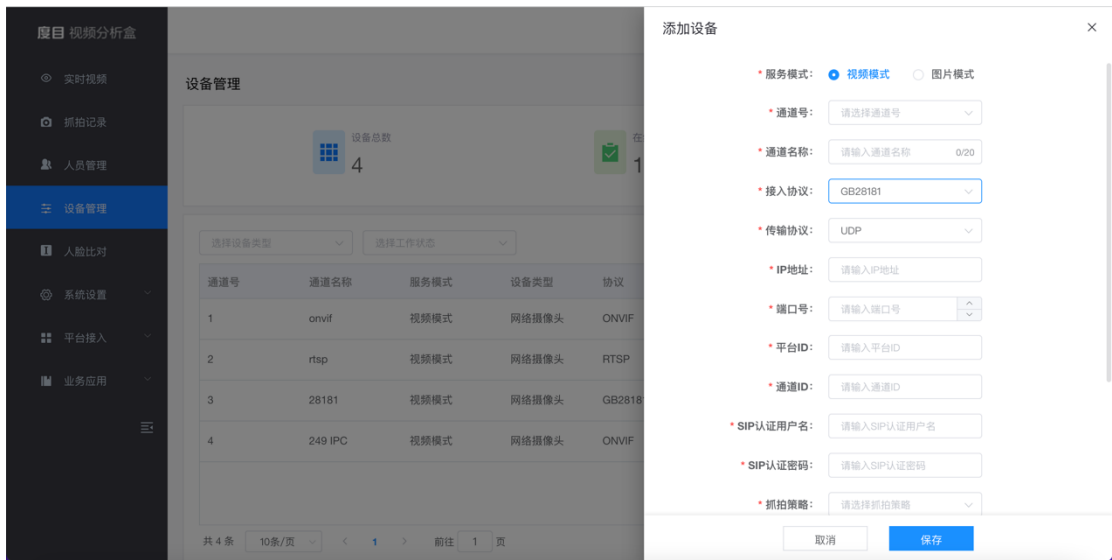 度目 视频分析盒
实时视频
抓拍记录
人员管理
设备管理
人脸比对
系统设置
平台接入
业务应用
设备管理
设备总数
4
在
1
选择设备类型 选择工作状态
通道号 通道名称 服务模式 设备类型 协议
1 onvif 视频模式 网络摄像头 ONVIF
2 rtsp 视频模式 网络摄像头 RTSP
3 28181 视频模式 网络摄像头 GB2818
4 249 IPC 视频模式 网络摄像头 ONVIF
共 4 条 10条/页 1 前往 1 页
添加设备
* 服务模式: 视频模式 图片模式
* 通道号: 请选择通道号
* 通道名称: 请输入通道名称 0/20
* 接入协议: GB28181
* 传输协议: UDP
* IP地址: 请输入IP地址
* 端口号: 请输入端口号
* 平台ID: 请输入平台ID
* 通道ID: 请输入通道ID
* SIP认证用户名: 请输入SIP认证用户名
* SIP认证密码: 请输入SIP认证密码
* 抓拍策略: 请选择抓拍策略
取消 保存